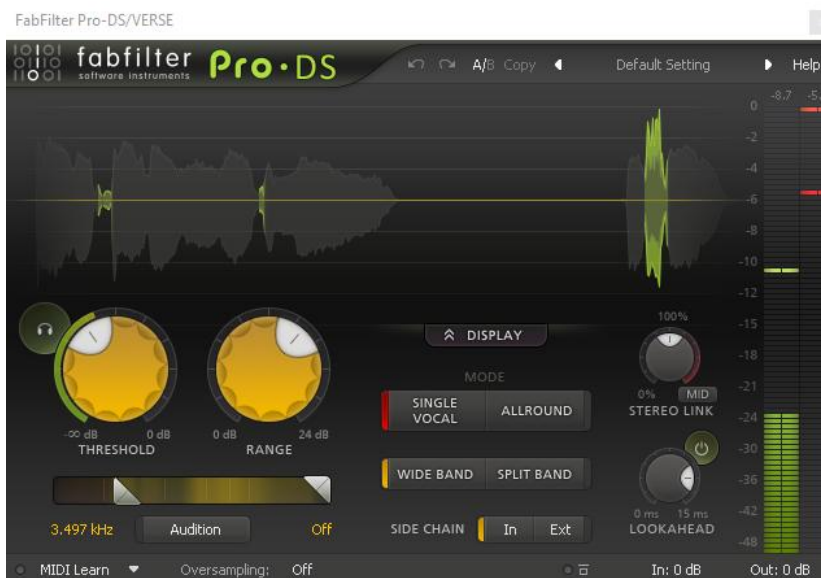 FabFilter Pro-DS/VERSE
fabfilter
software instruments
Pro·DS
A/B Copy
Default Setting
Help
-8.7 -5.
0
-2
-4
-6
-8
-10
-12
-15
-18
-21
-24
-30
-36
-42
-48
DISPLAY
MODE
SINGLE
VOCAL
ALLROUND
WIDE BAND SPLIT BAND
SIDE CHAIN In Ext
-∞ dB 0 dB
THRESHOLD
0 dB 24 dB
RANGE
3.497 kHz Audition Off
100%
0% MID
STEREO LINK
0 ms 15 ms
LOOKAHEAD
MIDI Learn Oversampling: Off In: 0 dB Out: 0 dB